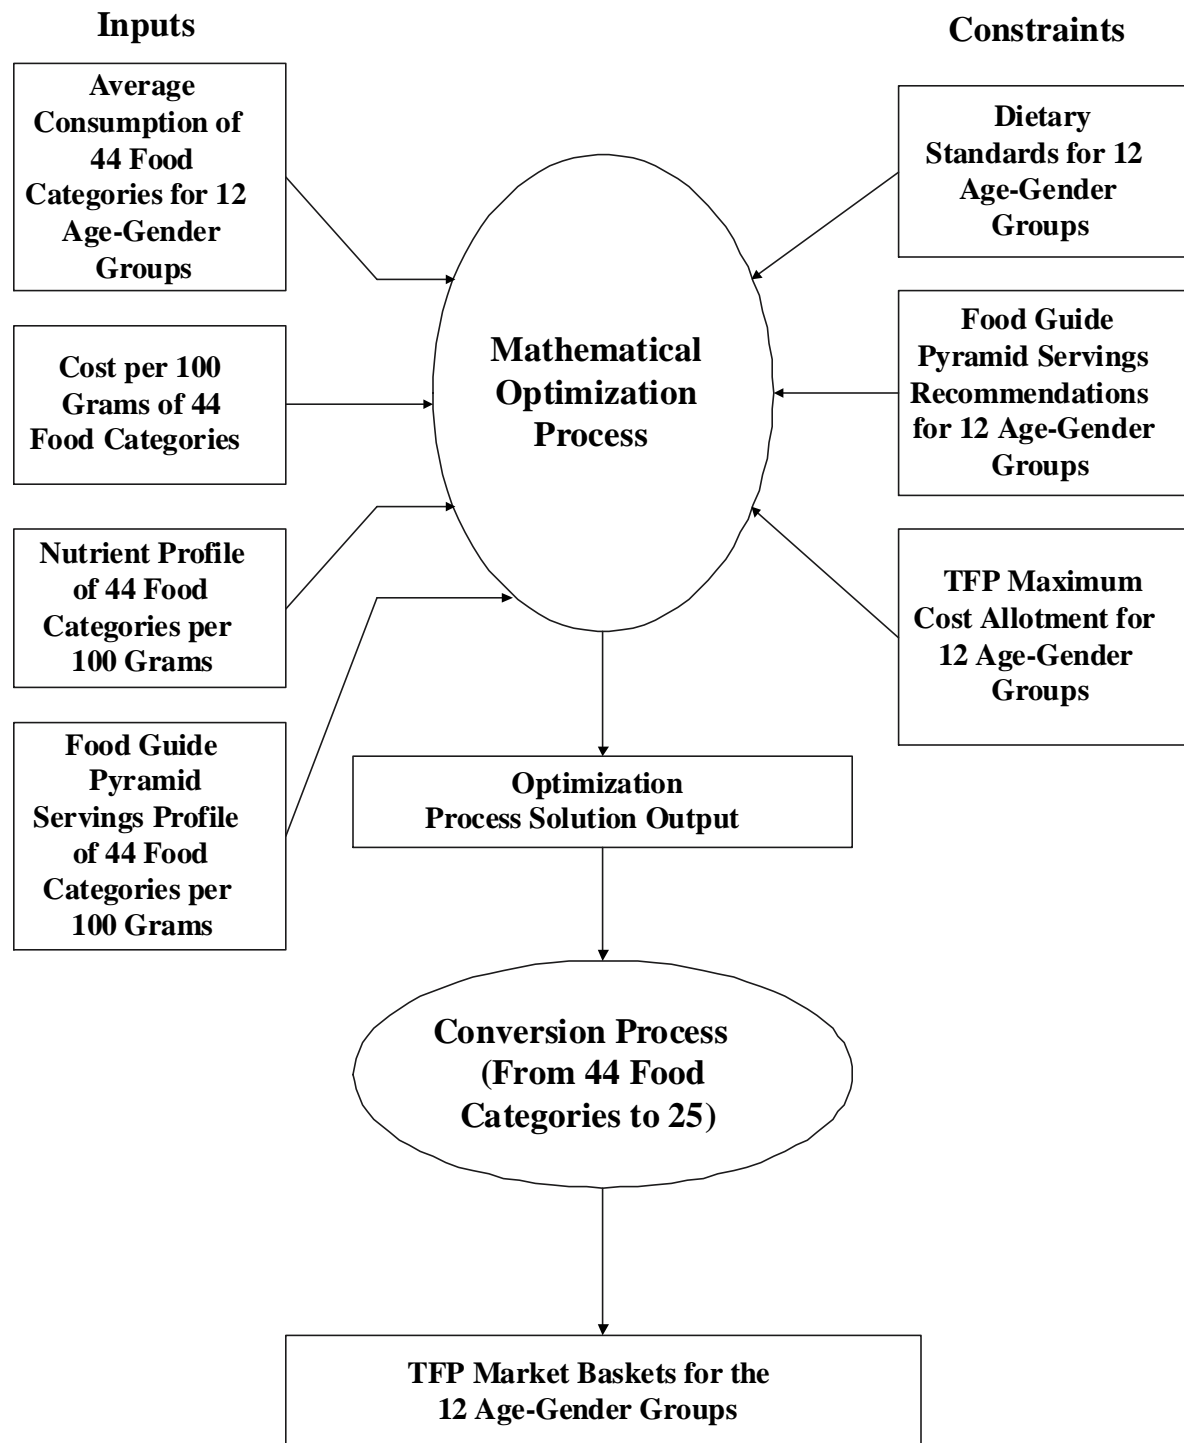 Inputs
Average
Consumption of
44 Food
Categories for 12
Age-Gender
Groups
Cost per 100
Grams of 44
Food Categories
Nutrient Profile
of 44 Food
Categories per
100 Grams
Food Guide
Pyramid
Servings Profile
of 44 Food
Categories per
100 Grams
Mathematical
Optimization
Process
Constraints
Dietary
Standards for 12
Age-Gender
Groups
Food Guide
Pyramid Servings
Recommendations
for 12 Age-Gender
Groups
TFP Maximum
Cost Allotment for
12 Age-Gender
Groups
Optimization
Process Solution Output
Conversion Process
(From 44 Food
Categories to 25)
TFP Market Baskets for the
12 Age-Gender Groups